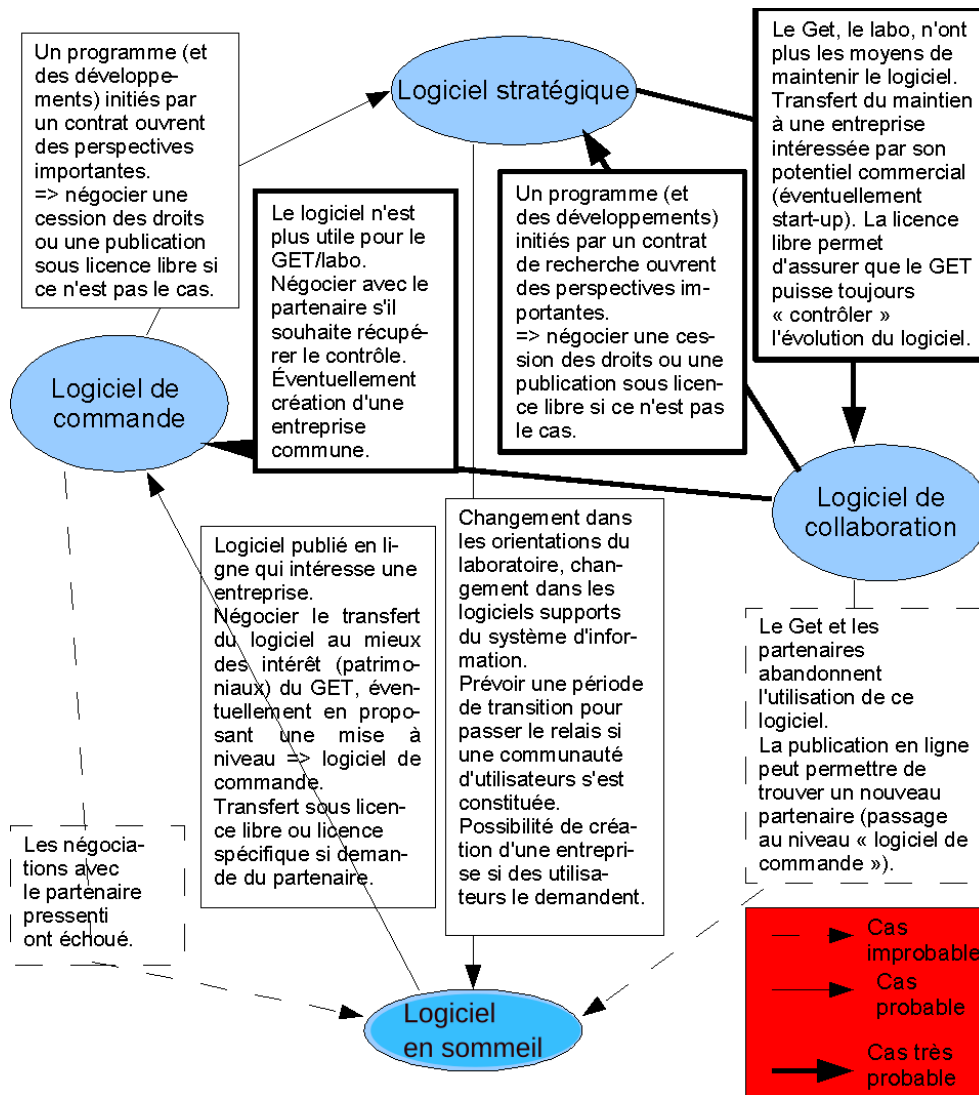 Un programme (et
des développe-
ments) initiés par
un contrat ouvrent
des perspectives
importantes.
=> négocier une
cession des droits
ou une publication
sous licence libre si
ce n'est pas le cas.
Logiciel stratégique
Le Get, le labo, n'ont
plus les moyens de
maintenir le logiciel.
Transfert du maintien
à une entreprise
intéressée par son
potentiel commercial
(éventuellement
start-up). La licence
libre permet
d'assurer que le GET
puisse toujours
« contrôler »
l'évolution du logiciel.
Le logiciel n'est
plus utile pour le
GET/labo.
Négocier avec le
partenaire s'il
souhaite récupé-
rer le contrôle.
Éventuellement
création d'une
entreprise
commune.
Un programme (et
des développements)
initiés par un contrat
de recherche ouvrent
des perspectives im-
portantes.
=> négocier une ces-
sion des droits ou une
publication sous licen-
ce libre si ce n'est pas
le cas.
Logiciel de
commande
Logiciel de
collaboration
Logiciel publié en li-
gne qui intéresse une
entreprise.
Négocier le transfert
du logiciel au mieux
des intérêt (patrimo-
niaux) du GET, éven-
tuellement en propo-
sant une mise à
niveau => logiciel de
commande.
Transfert sous licen-
ce libre ou licence
spécifique si deman-
de du partenaire.
Changement dans
les orientations du
laboratoire, chan-
gement dans les
logiciels supports
du système d'infor-
mation.
Prévoir une période
de transition pour
passer le relais si
une communauté
d'utilisateurs s'est
constituée.
Possibilité de créa-
tion d'une entrepri-
se si des utilisa-
teurs le demandent.
Le Get et les
partenaires
abandonnent
l'utilisation de ce
logiciel.
La publication en ligne
peut permettre de
trouver un nouveau
partenaire (passage
au niveau « logiciel de
commande »).
Les négocia-
tions avec
le partenaire
pressenti
ont échoué.
Logiciel
en sommeil
Cas
improbable
Cas
probable
Cas très
probable